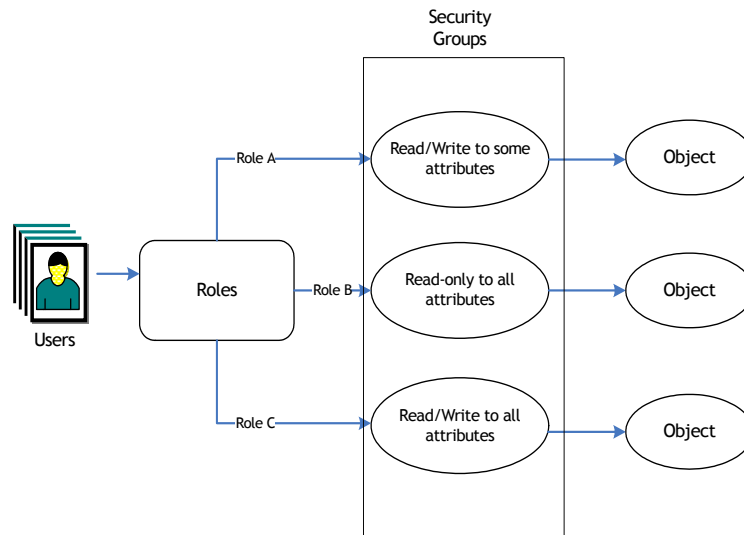 Security
Groups
Role A
Read/Write to some
attributes
Object
Users
Roles
Role B
Read-only to all
attributes
Object
Role C
Read/Write to all
attributes
Object